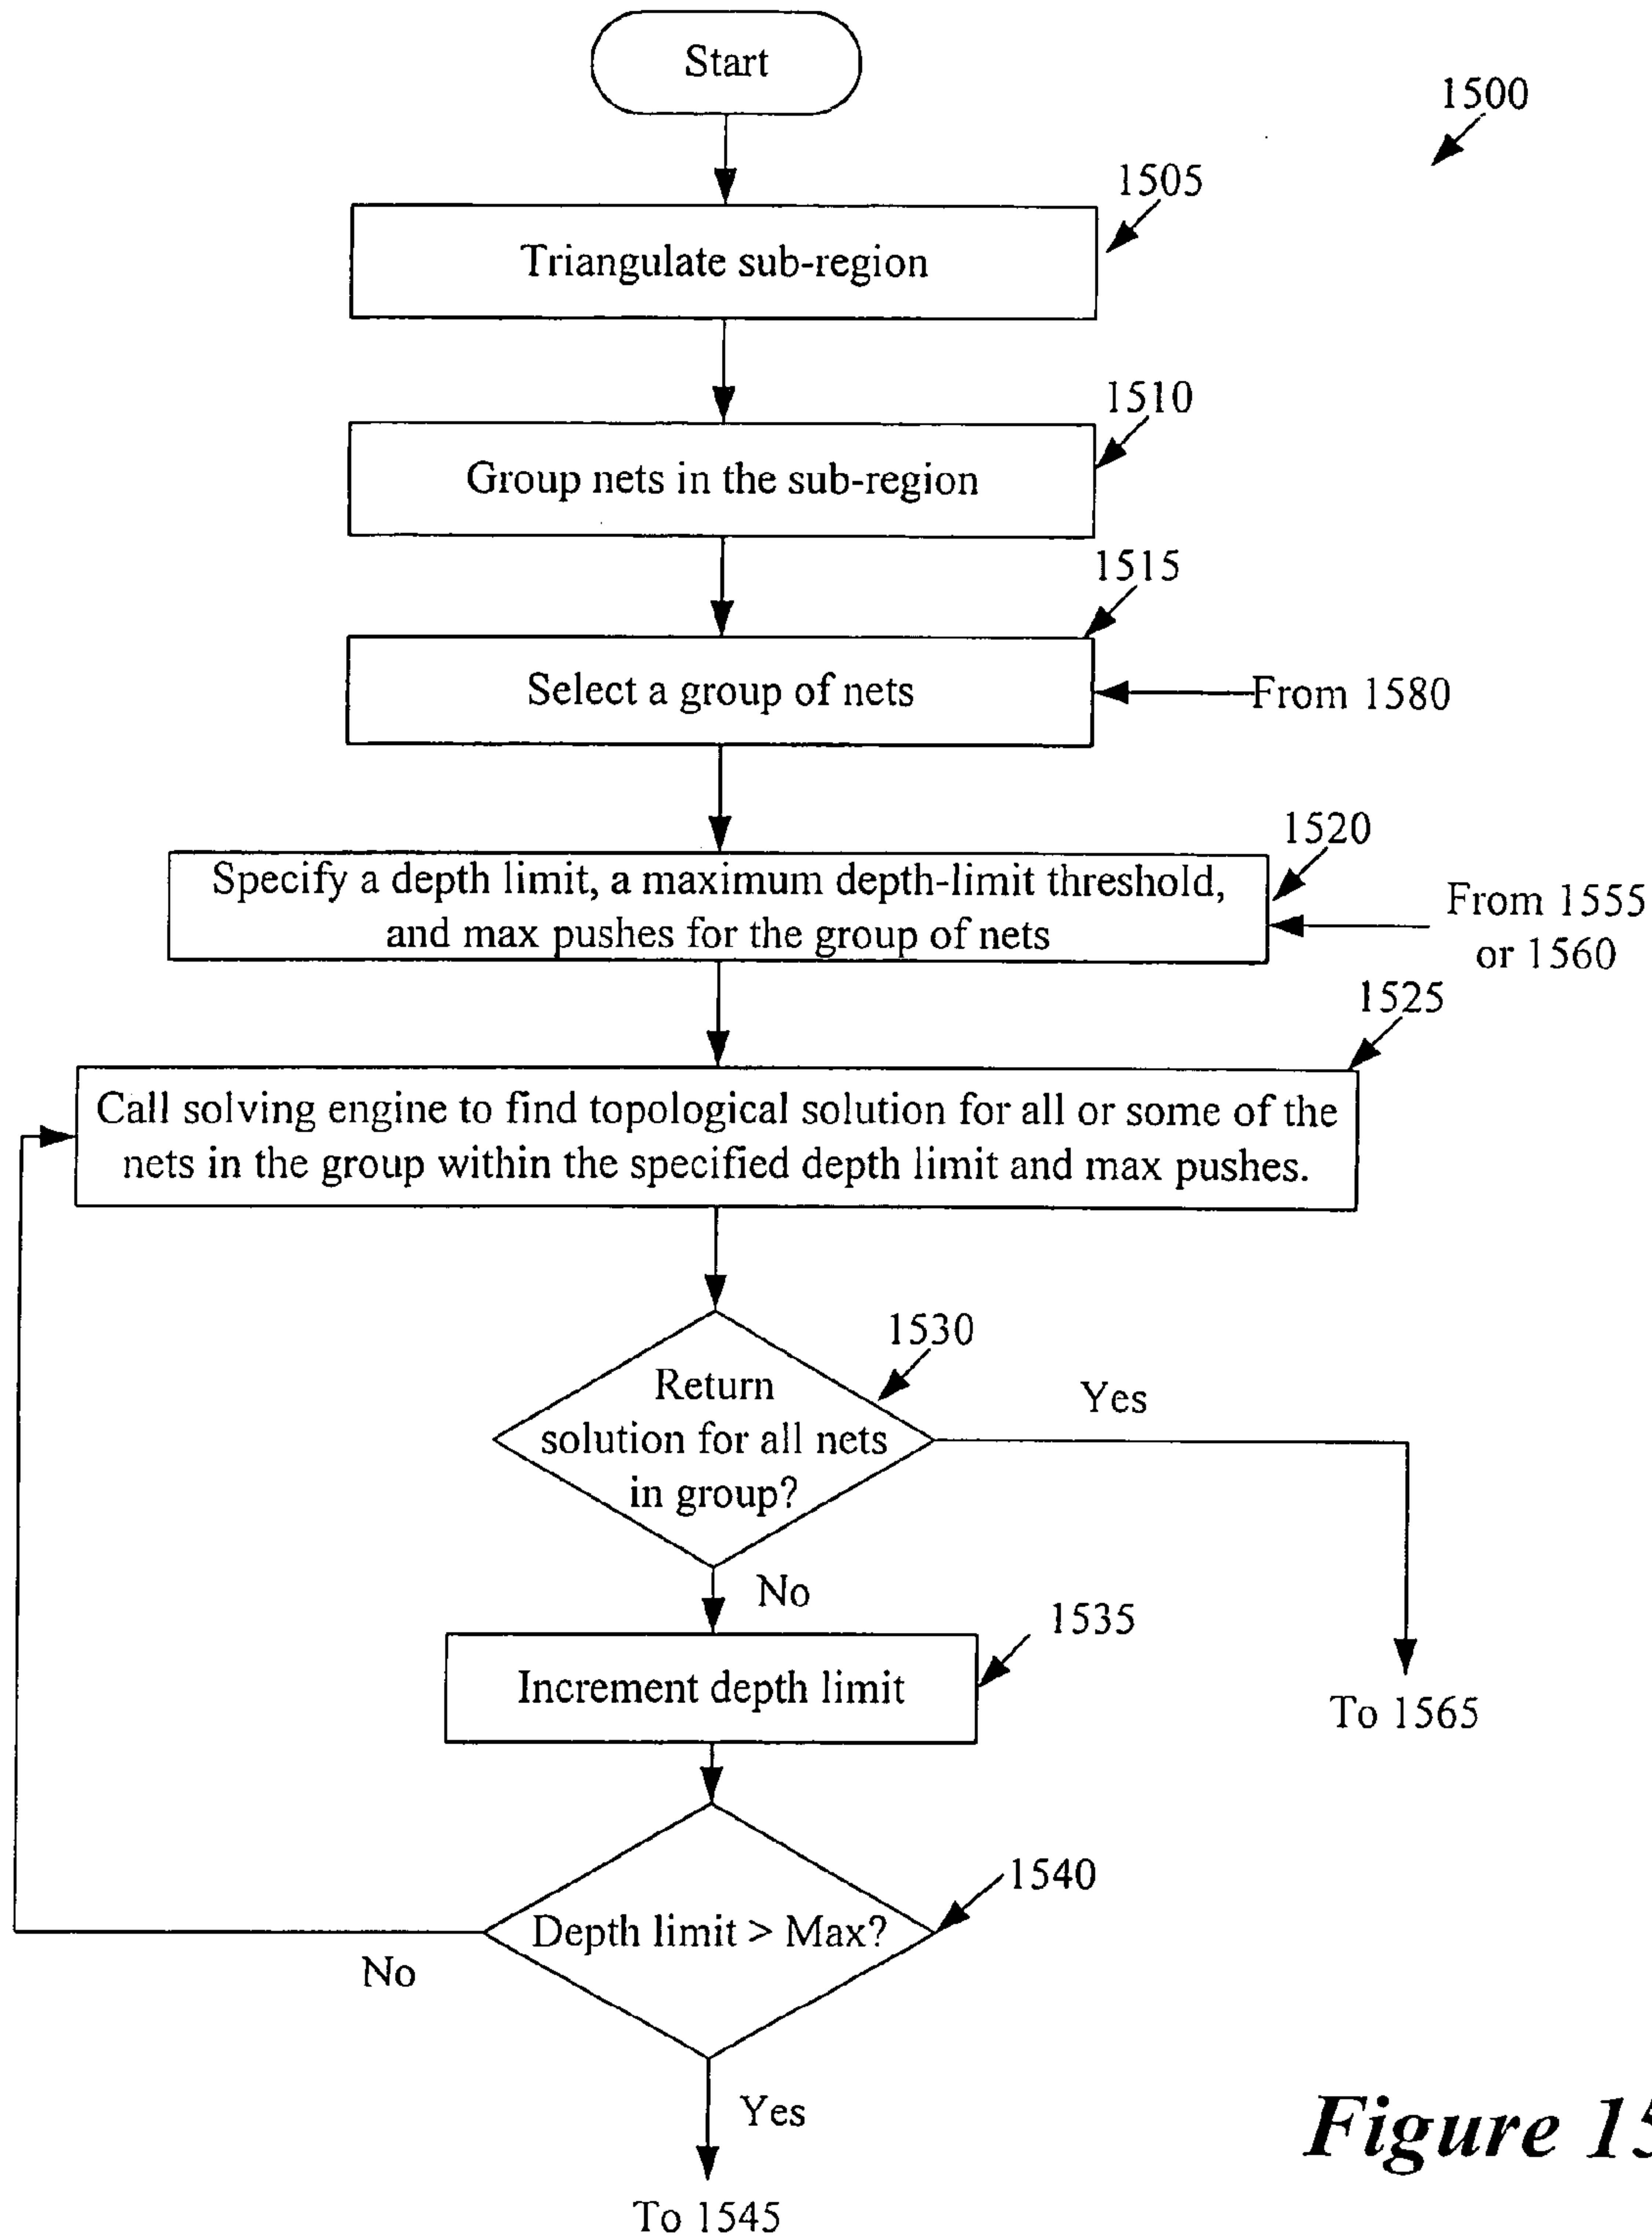 Start
1500
1505
Triangulate sub-region
1510
Group nets in the sub-region
1515
Select a group of nets
From 1580
1520
Specify a depth limit, a maximum depth-limit threshold,
and max pushes for the group of nets
From 1555
or 1560
1525
Call solving engine to find topological solution for all or some of the
nets in the group within the specified depth limit and max pushes.
1530
Return
solution for all nets
in group?
Yes
No
1535
Increment depth limit
To 1565
1540
Depth limit > Max?
No
Yes
To 1545
Figure 15